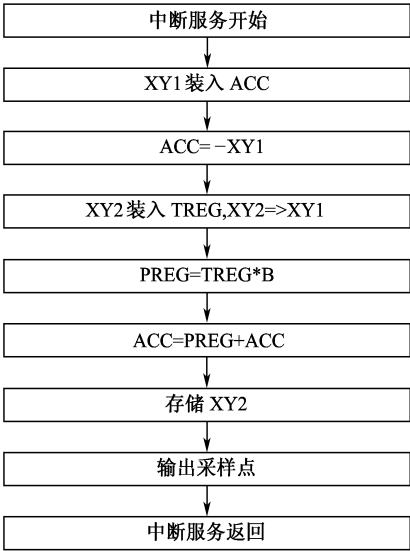 中断服务开始
XY1装入 ACC
ACC=−XY1
XY2装入 TREG,XY2=>XY1
PREG=TREG*B
ACC=PREG+ACC
存储 XY2
输出采样点
中断服务返回